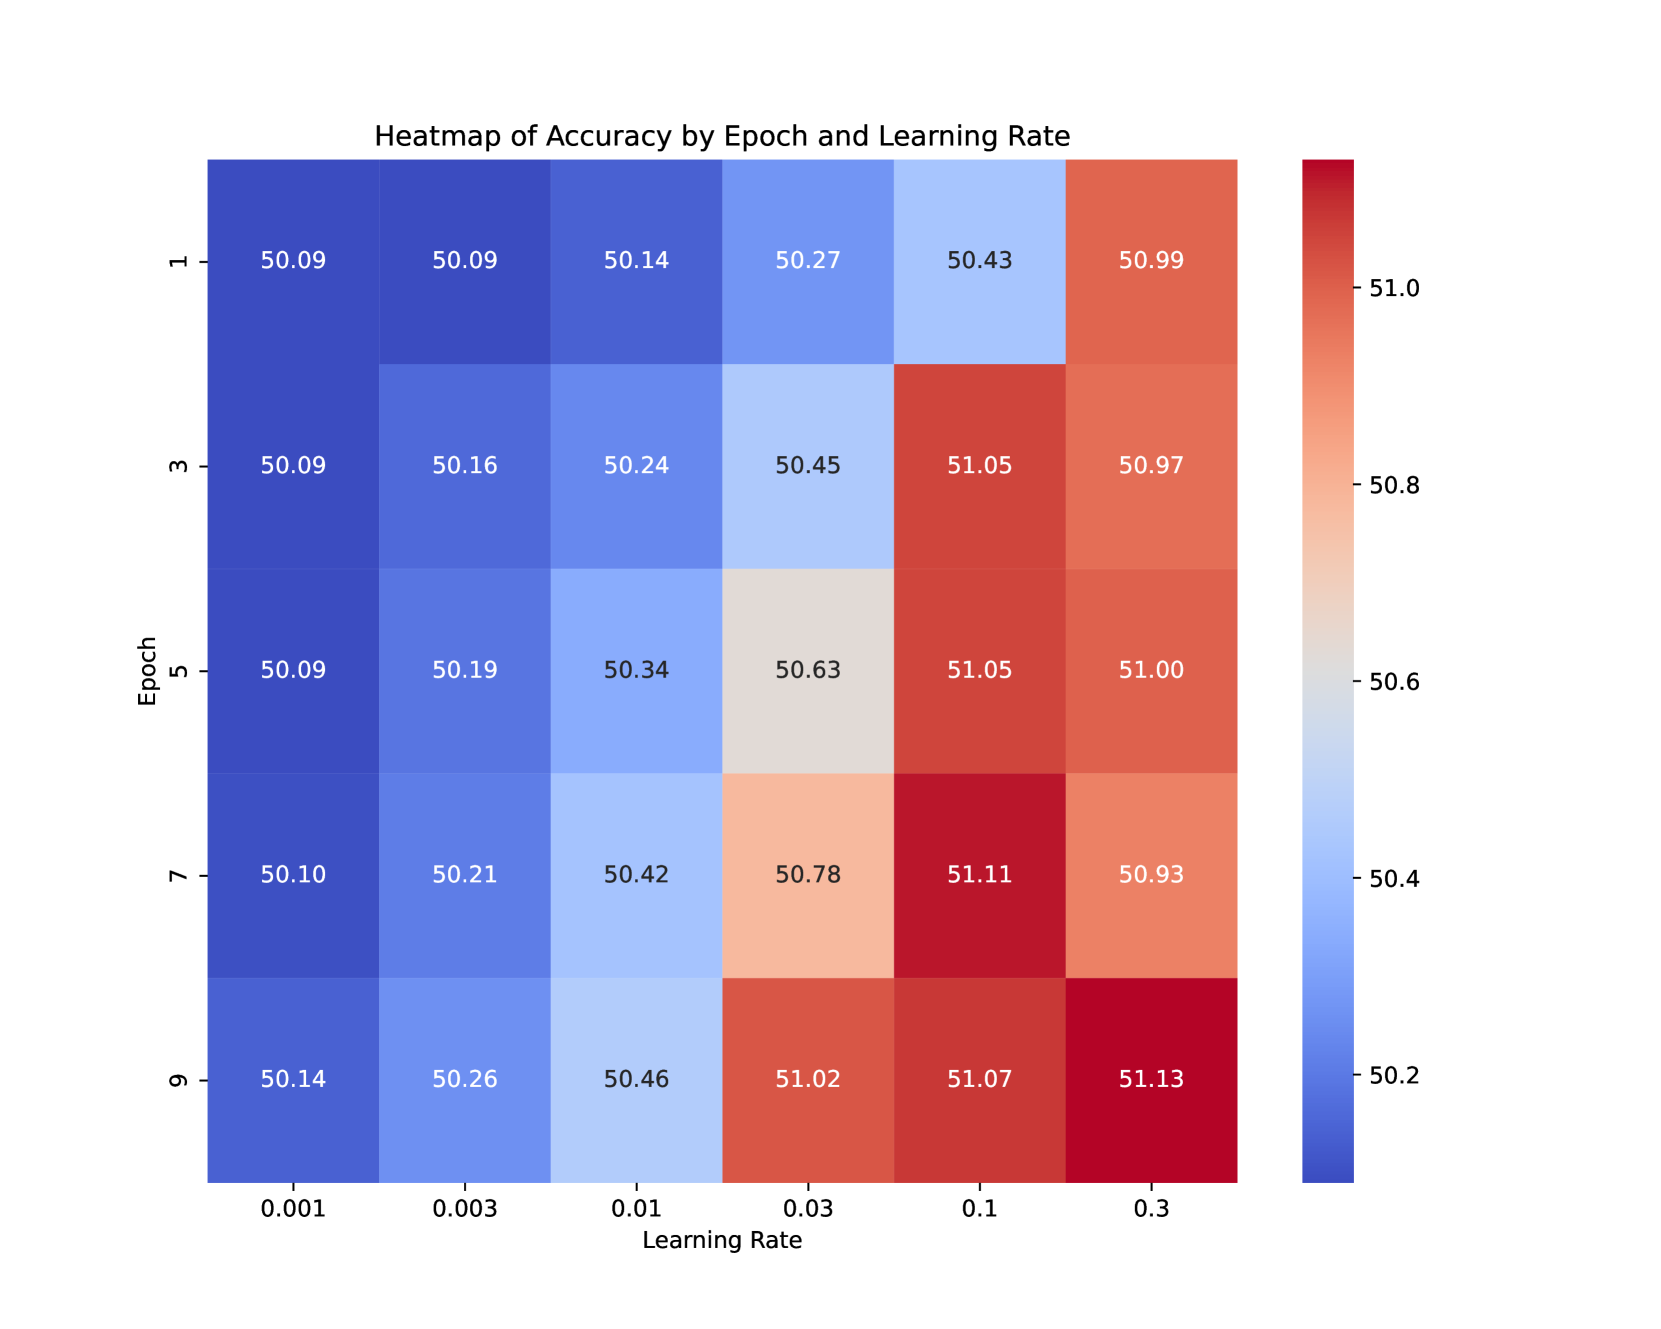 Heatmap of Accuracy by Epoch and Learning Rate
1 50.09 50.09 50.14 50.27 50.43 50.99
3 50.09 50.16 50.24 50.45 51.05 50.97
5 50.09 50.19 50.34 50.63 51.05 51.00
7 50.10 50.21 50.42 50.78 51.11 50.93
9 50.14 50.26 50.46 51.02 51.07 51.13
Epoch
0.001 0.003 0.01 0.03 0.1 0.3
Learning Rate
51.0
50.8
50.6
50.4
50.2